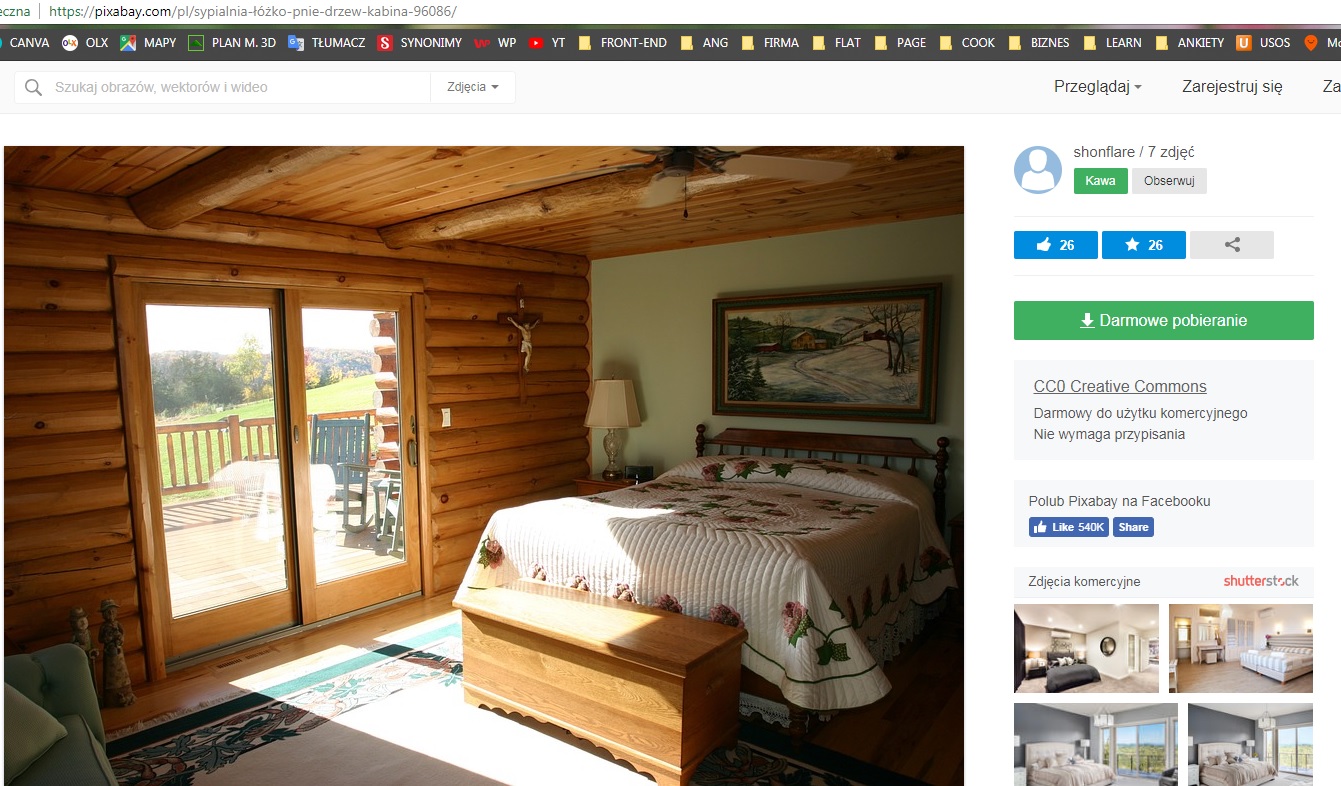 eczna https://pixabay.com/pl/sypialnia-łóżko-pnie-drzew-kabina-96086/
CANVA OLX MAPY PLAN M. 3D TŁUMACZ S SYNONIMY WP WP YT FRONT-END ANG FIRMA FLAT PAGE COOK BIZNES LEARN ANKIETY U USOS Mo
Szukaj obrazów, wektorów i wideo Zdjęcia Przeglądaj Zarejestruj się Za
shonflare / 7 zdjęć
Kawa Obserwuj
26 26
Darmowe pobieranie
CC0 Creative Commons
Darmowy do użytku komercyjnego
Nie wymaga przypisania
Polub Pixabay na Facebooku
Like 540K Share
Zdjęcia komercyjne shutterstock